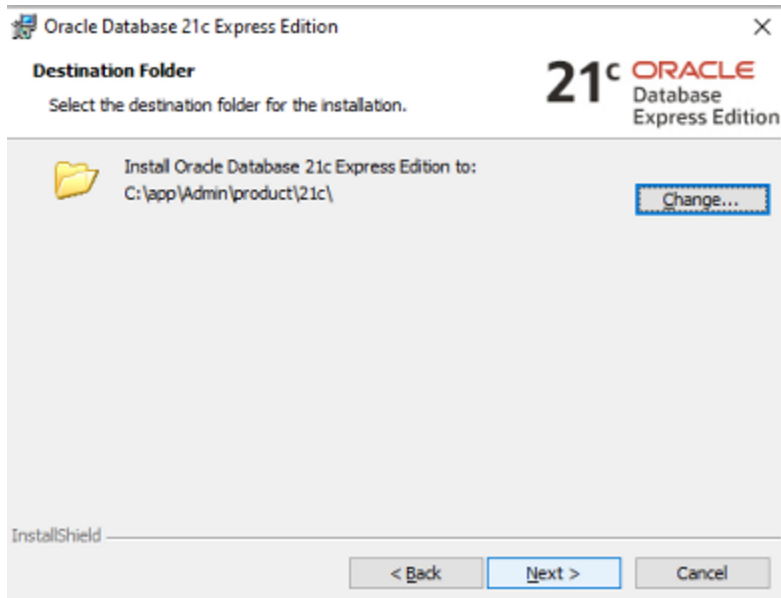 Oracle Database 21c Express Edition
Destination Folder
Select the destination folder for the installation.
21c ORACLE
Database
Express Edition
Install Oracle Database 21c Express Edition to:
C:\app\Admin\product\21c\
Change...
InstallShield
< Back
Next >
Cancel